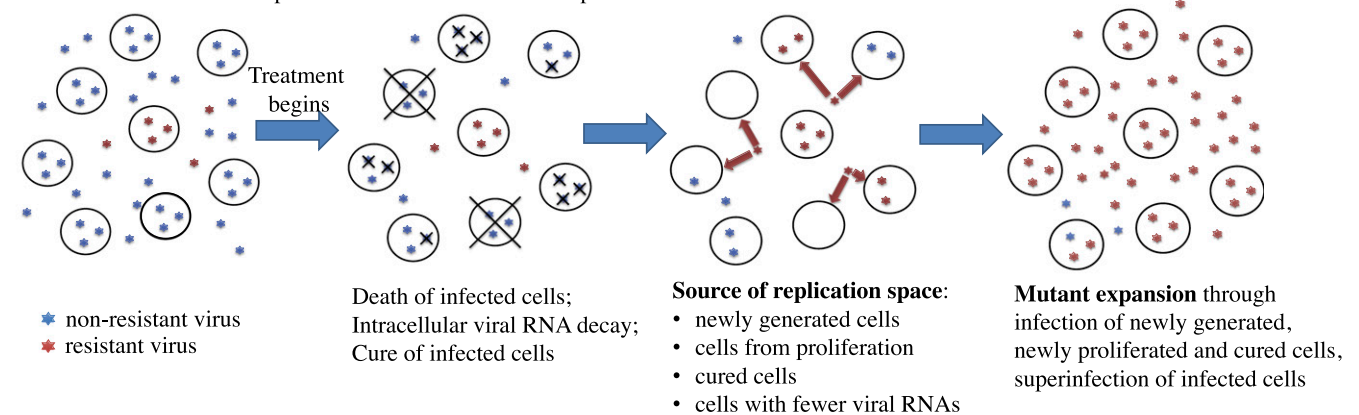 Treatment
begins
non-resistant virus
resistant virus
Death of infected cells;
Intracellular viral RNA decay;
Cure of infected cells
Source of replication space:
• newly generated cells
• cells from proliferation
• cured cells
• cells with fewer viral RNAs
Mutant expansion through
infection of newly generated,
newly proliferated and cured cells,
superinfection of infected cells